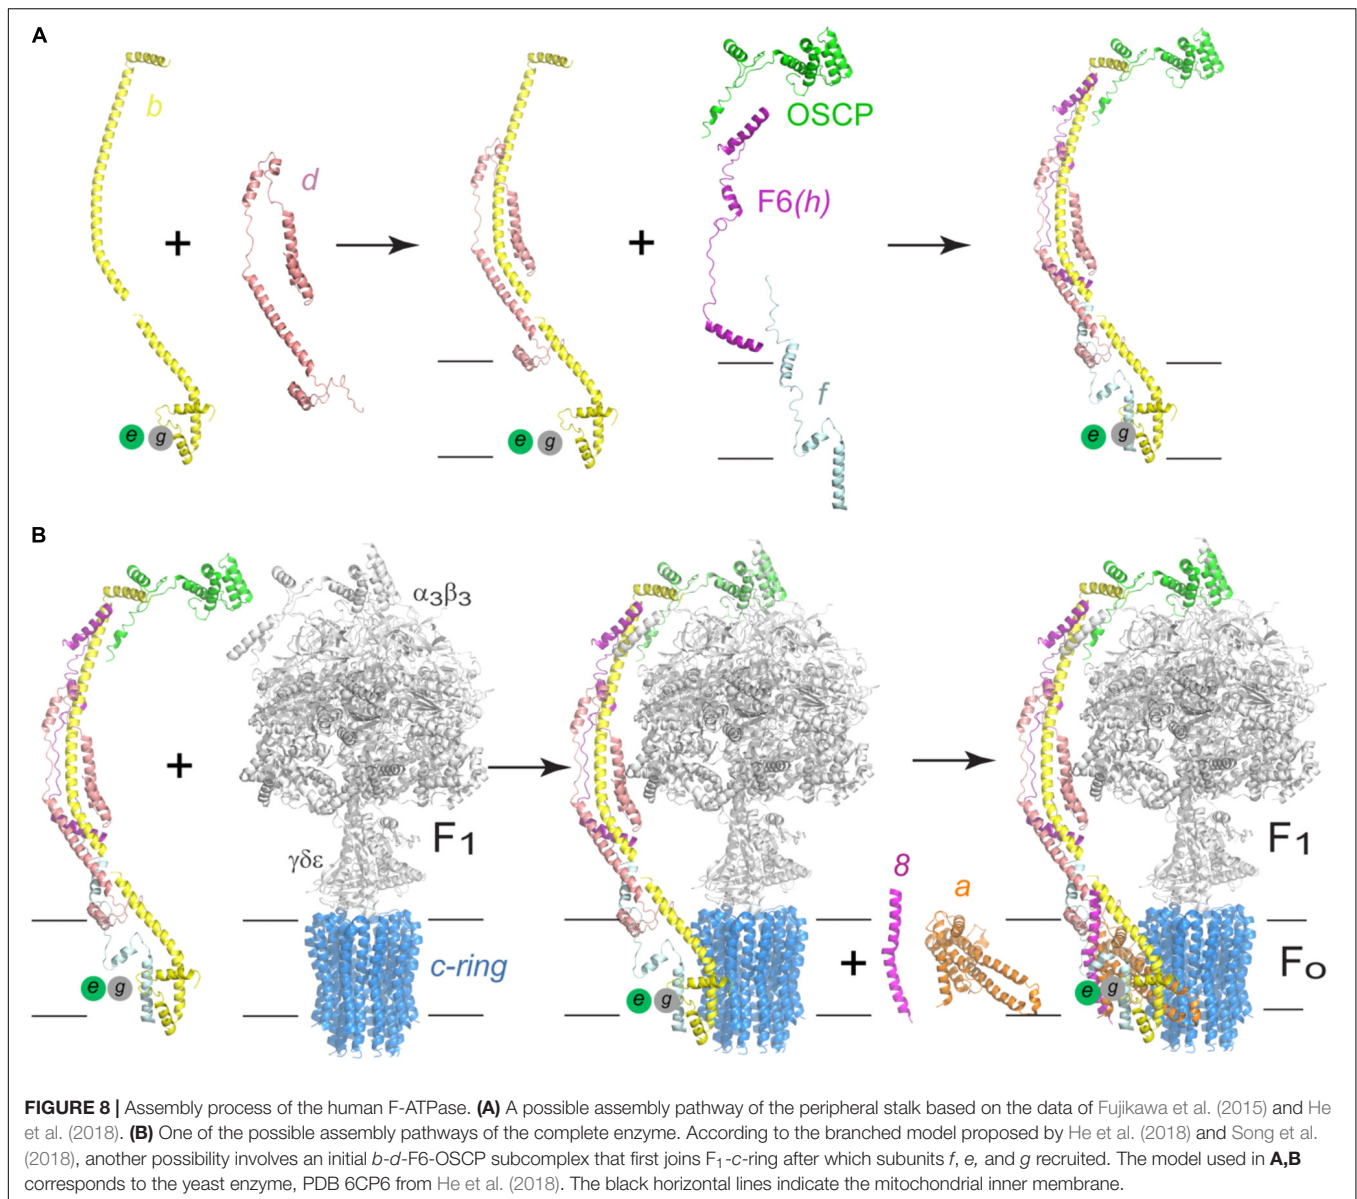 A
b
d
+
+
OSCP
F6(h)
f
e g
e g
e g
B
α3β3
+
F1
γδε
c-ring
8
a
+
F1
Fo
e g
e g
e g
FIGURE 8 | Assembly process of the human F-ATPase. (A) A possible assembly pathway of the peripheral stalk based on the data of Fujikawa et al. (2015) and He
et al. (2018). (B) One of the possible assembly pathways of the complete enzyme. According to the branched model proposed by He et al. (2018) and Song et al.
(2018), another possibility involves an initial b-d-F6-OSCP subcomplex that first joins F1-c-ring after which subunits f, e, and g recruited. The model used in A,B
corresponds to the yeast enzyme, PDB 6CP6 from He et al. (2018). The black horizontal lines indicate the mitochondrial inner membrane.